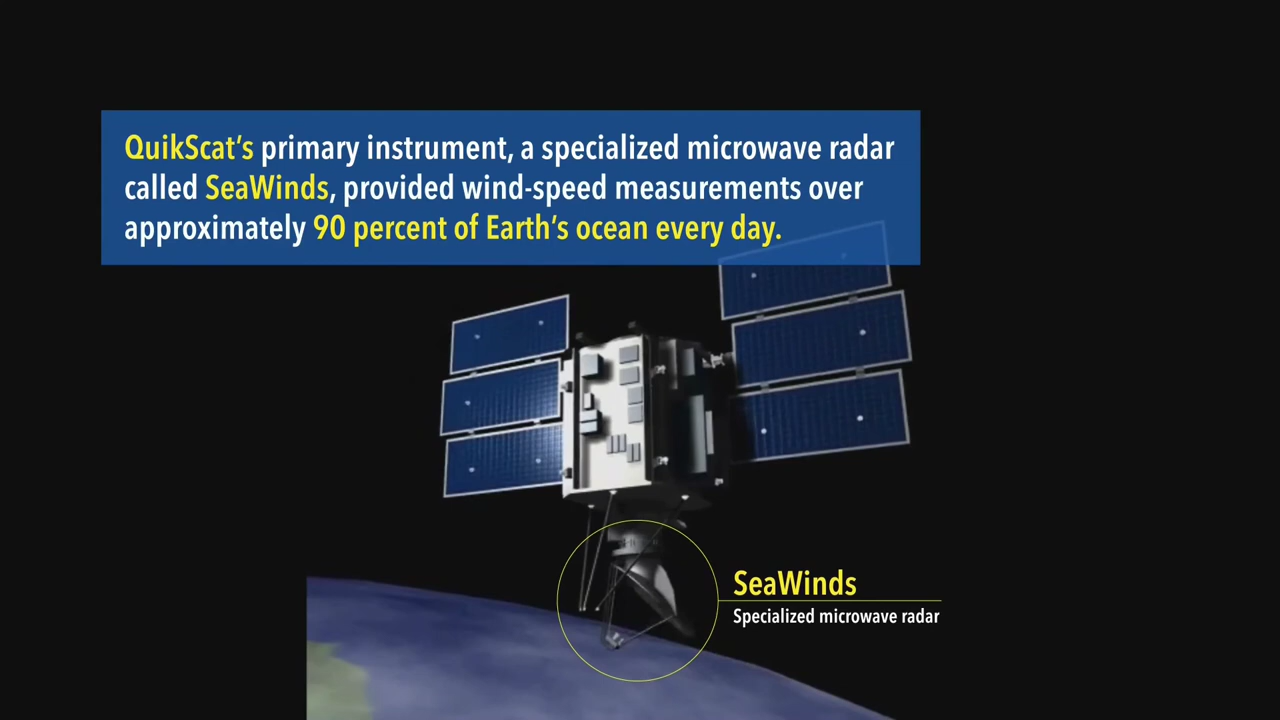 QuikScat’s primary instrument, a specialized microwave radar
called SeaWinds, provided wind-speed measurements over
approximately 90 percent of Earth’s ocean every day.
SeaWinds
Specialized microwave radar